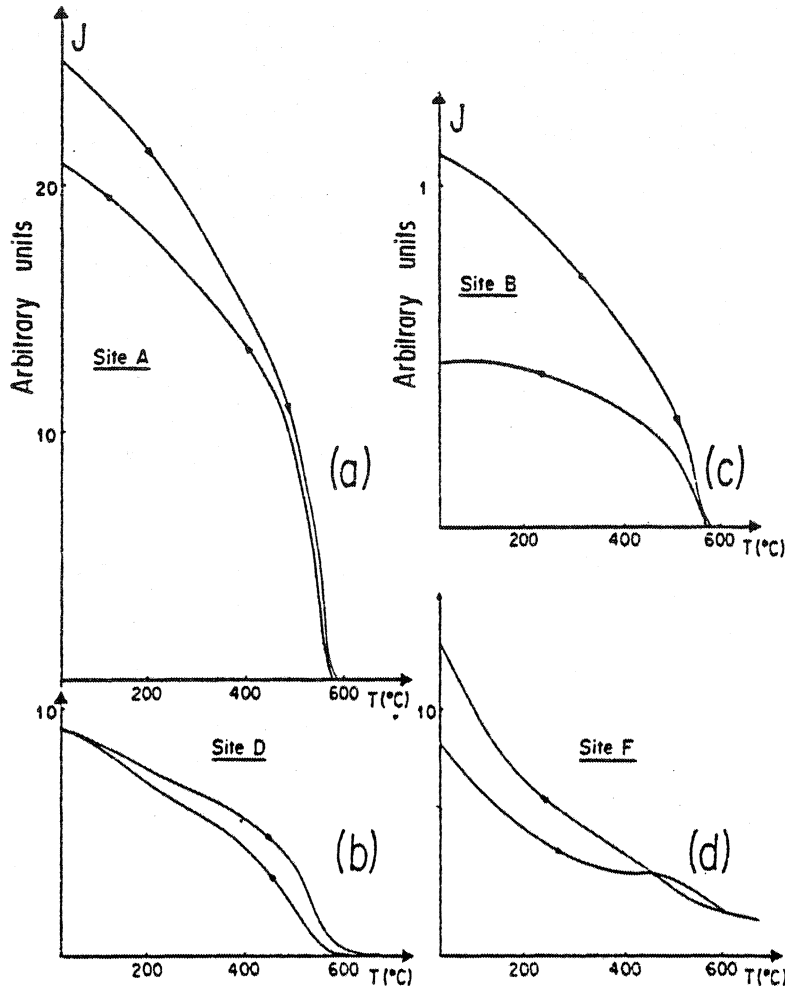 J
20
Arbitrary units
Site A
10
(a)
200 400 600 T(°C)
J
1
Arbitrary units
Site B
(c)
200 400 600 T(°C)
10
Site D
(b)
200 400 600 T(°C)
10
Site F
(d)
200 400 600 T(°C)